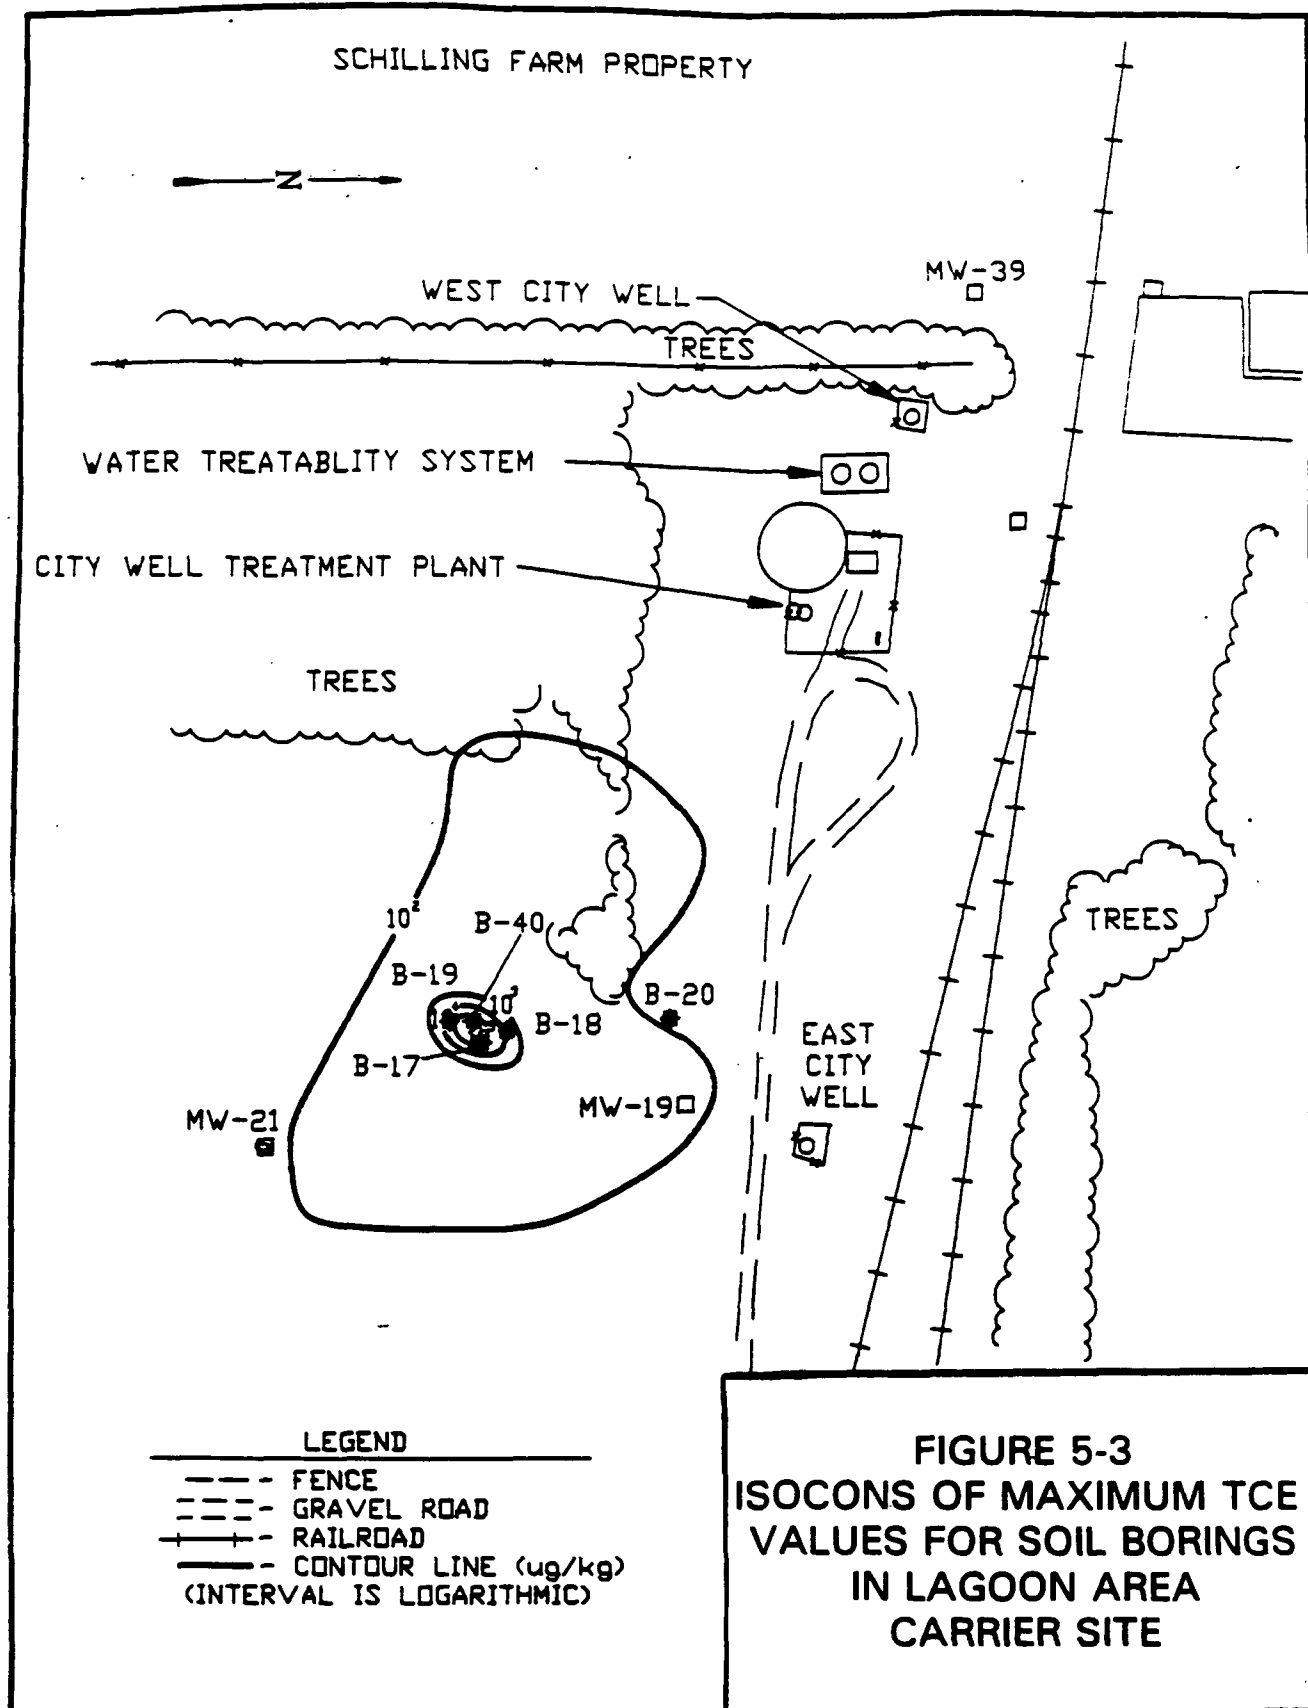 SCHILLING FARM PROPERTY
N
MW-39
WEST CITY WELL
TREES
WATER TREATABLITY SYSTEM
CITY WELL TREATMENT PLANT
TREES
TREES
10²
B-40
B-19
10³
B-20
B-18
B-17
EAST
CITY
WELL
MW-19
MW-21
LEGEND
- FENCE
- GRAVEL ROAD
- RAILROAD
- CONTOUR LINE (ug/kg)
(INTERVAL IS LOGARITHMIC)
FIGURE 5-3
ISOCONS OF MAXIMUM TCE
VALUES FOR SOIL BORINGS
IN LAGOON AREA
CARRIER SITE